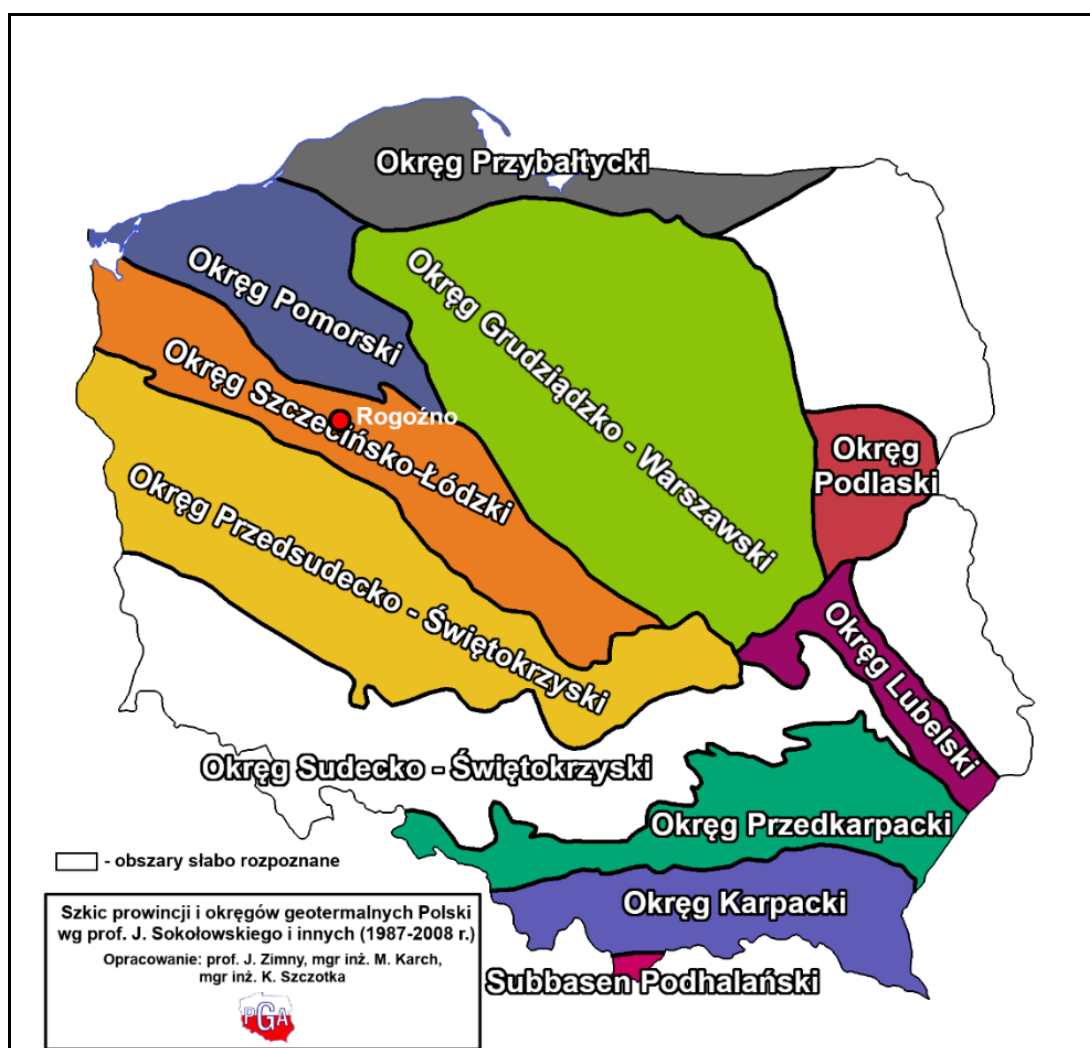 Okręg Przybałtycki
Okręg Pomorski
Okręg Grudziądzko - Warszawski
Okręg Szczecińsko-Łódzki
Rogoźno
Okręg
Podlaski
Okręg Przedsudecko - Świętokrzyski
Okręg Lubelski
Okręg Sudecko - Świętokrzyski
Okręg Przedkarpacki
- obszary słabo rozpoznane
Okręg Karpacki
Subbasen Podhalański
Szkic prowincji i okręgów geotermalnych Polski
wg prof. J. Sokołowskiego i innych (1987-2008 r.)
Opracowanie: prof. J. Zimny, mgr inż. M. Karch,
mgr inż. K. Szczotka
PGA